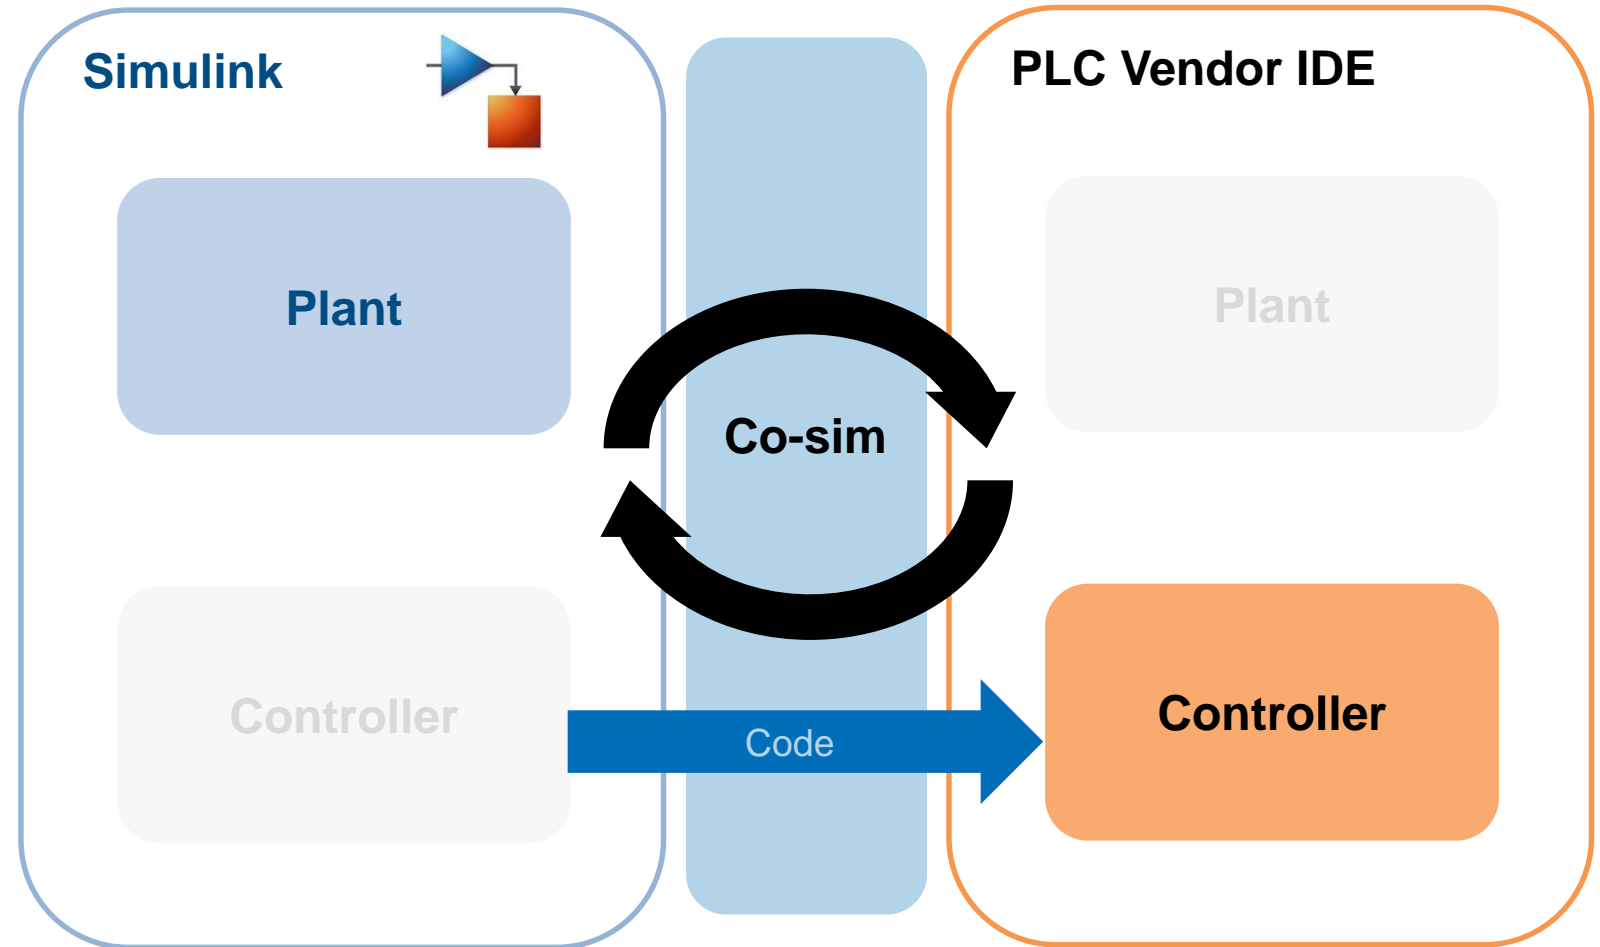 Simulink
PLC Vendor IDE
Plant
Plant
Co-sim
Controller
Code
Controller